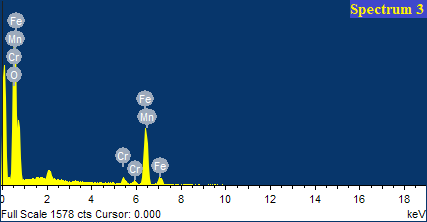 Spectrum 3
Fe
Mn
Cr
O
Fe
Mn
Cr
Cr
Fe
0 2 4 6 8 10 12 14 16 18
Full Scale 1578 cts Cursor: 0.000 keV